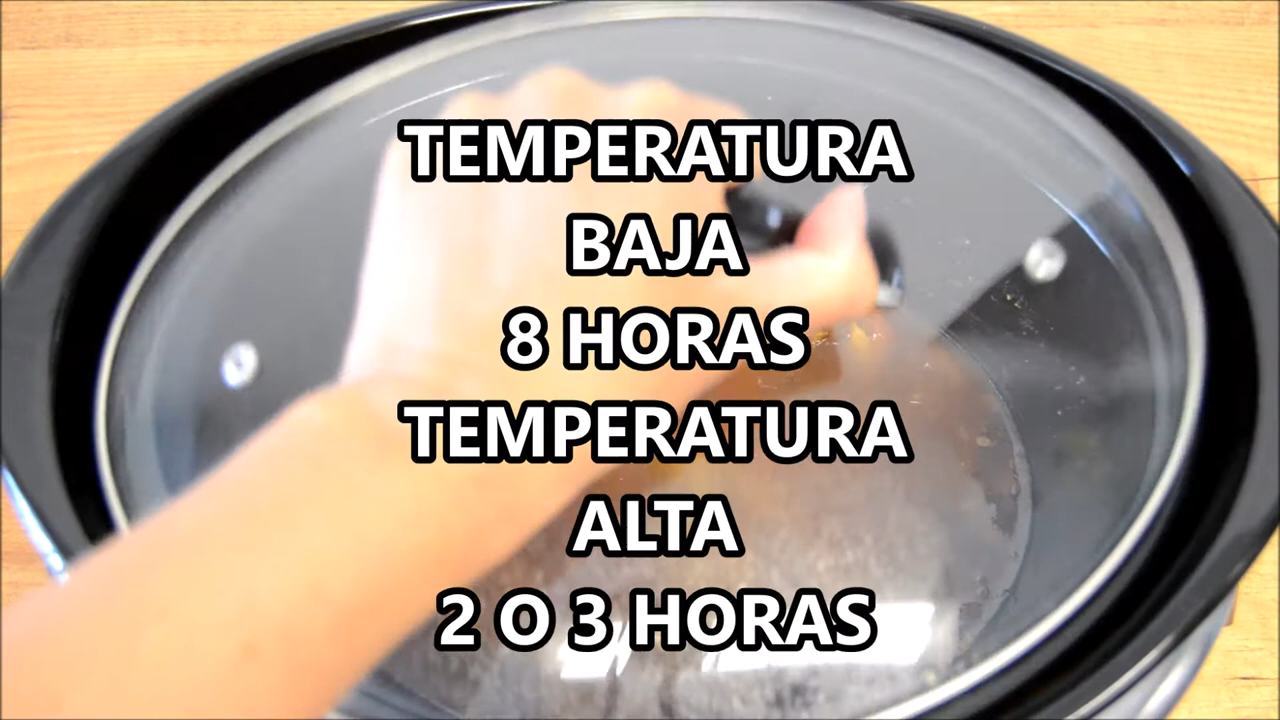 TEMPERATURA
BAJA
8 HORAS
TEMPERATURA
ALTA
2 O 3 HORAS